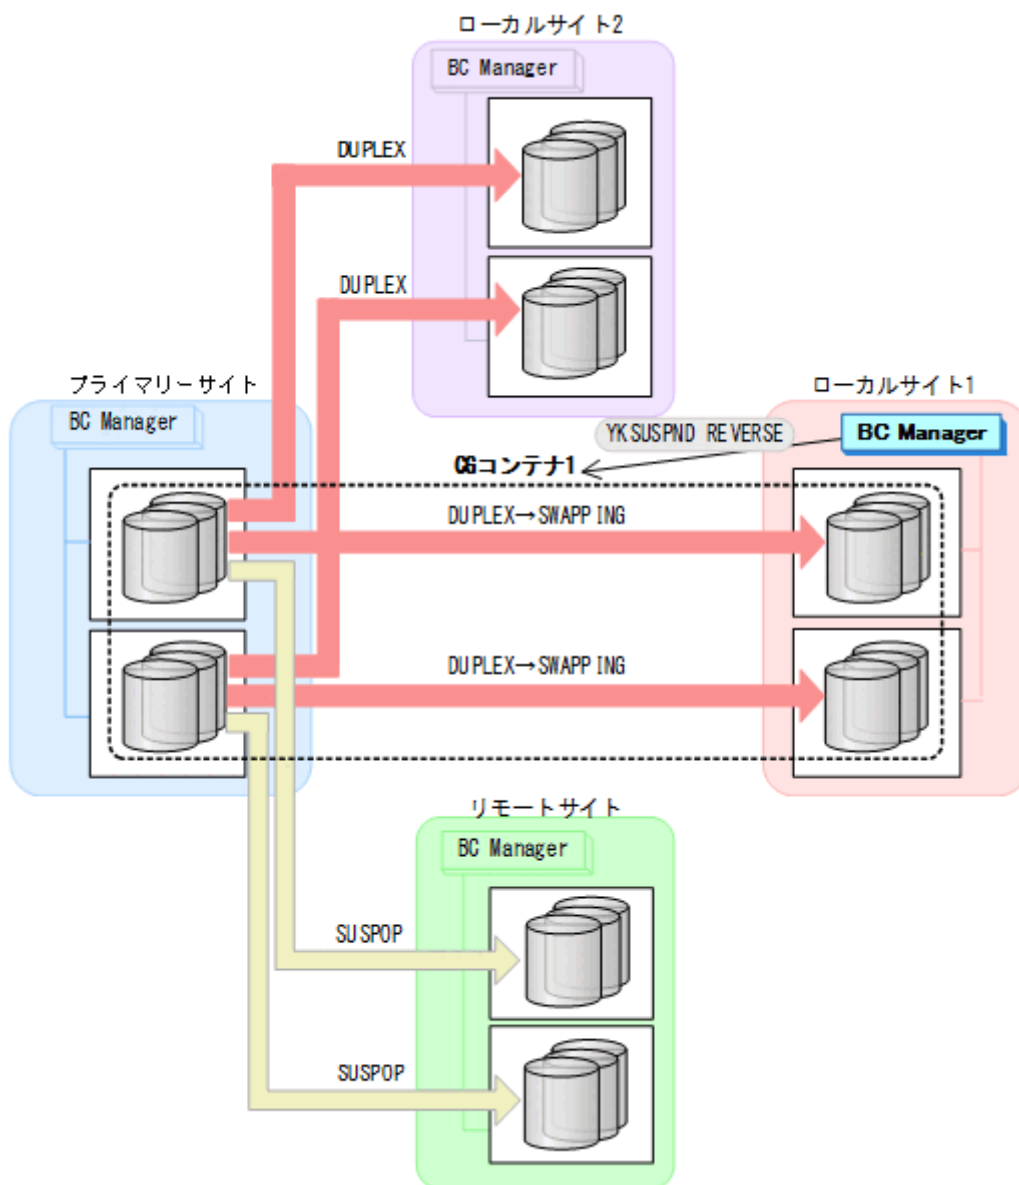 ローカルサイト2
BC Manager
DUPLEX
DUPLEX
プライマリーサイト
BC Manager
ローカルサイト1
BC Manager
YKSUSPND REVERSE
CGコンテナ1
DUPLEX→SWAPPING
DUPLEX→SWAPPING
リモートサイト
BC Manager
SUSPOP
SUSPOP